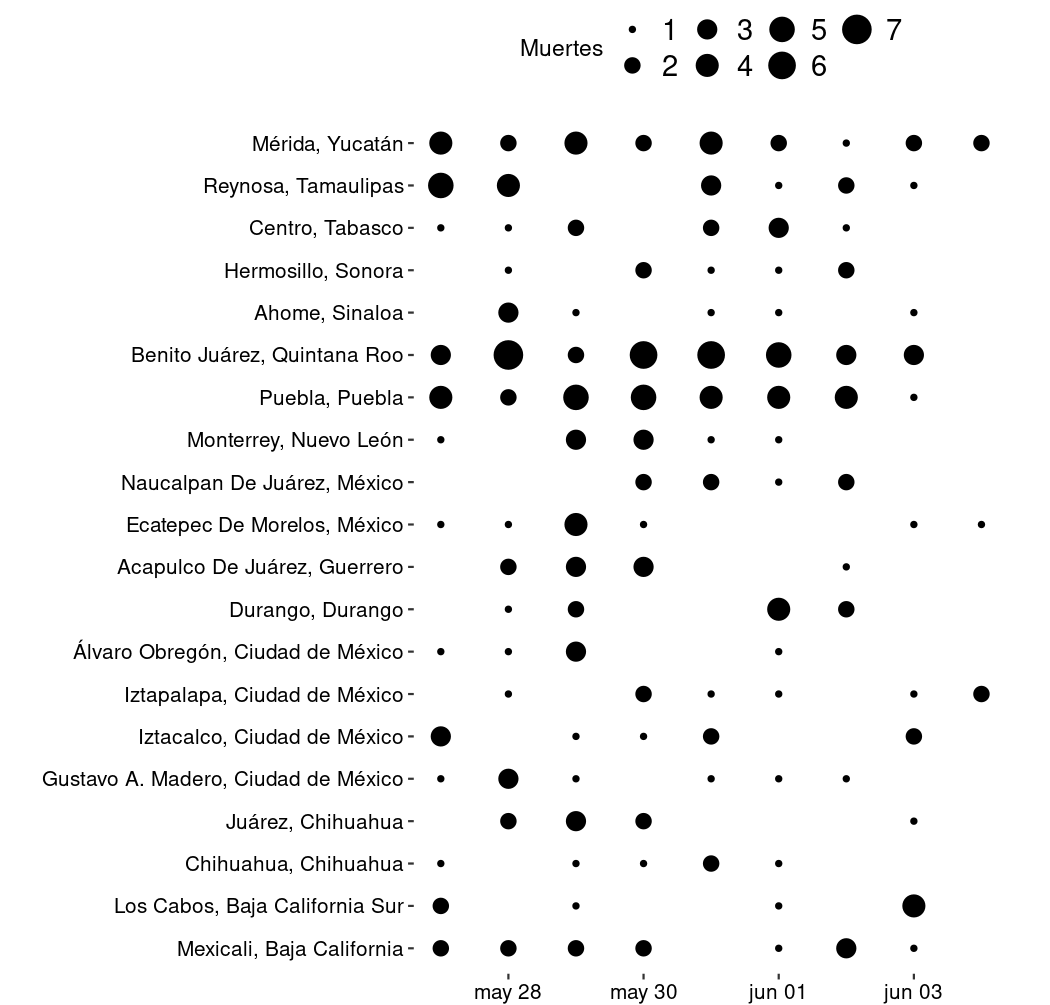 Muertes 1 3 5 7
2 4 6
Mérida, Yucatán
Reynosa, Tamaulipas
Centro, Tabasco
Hermosillo, Sonora
Ahome, Sinaloa
Benito Juárez, Quintana Roo
Puebla, Puebla
Monterrey, Nuevo León
Naucalpan De Juárez, México
Ecatepec De Morelos, México
Acapulco De Juárez, Guerrero
Durango, Durango
Álvaro Obregón, Ciudad de México
Iztapalapa, Ciudad de México
Iztacalco, Ciudad de México
Gustavo A. Madero, Ciudad de México
Juárez, Chihuahua
Chihuahua, Chihuahua
Los Cabos, Baja California Sur
Mexicali, Baja California
may 28 may 30 jun 01 jun 03